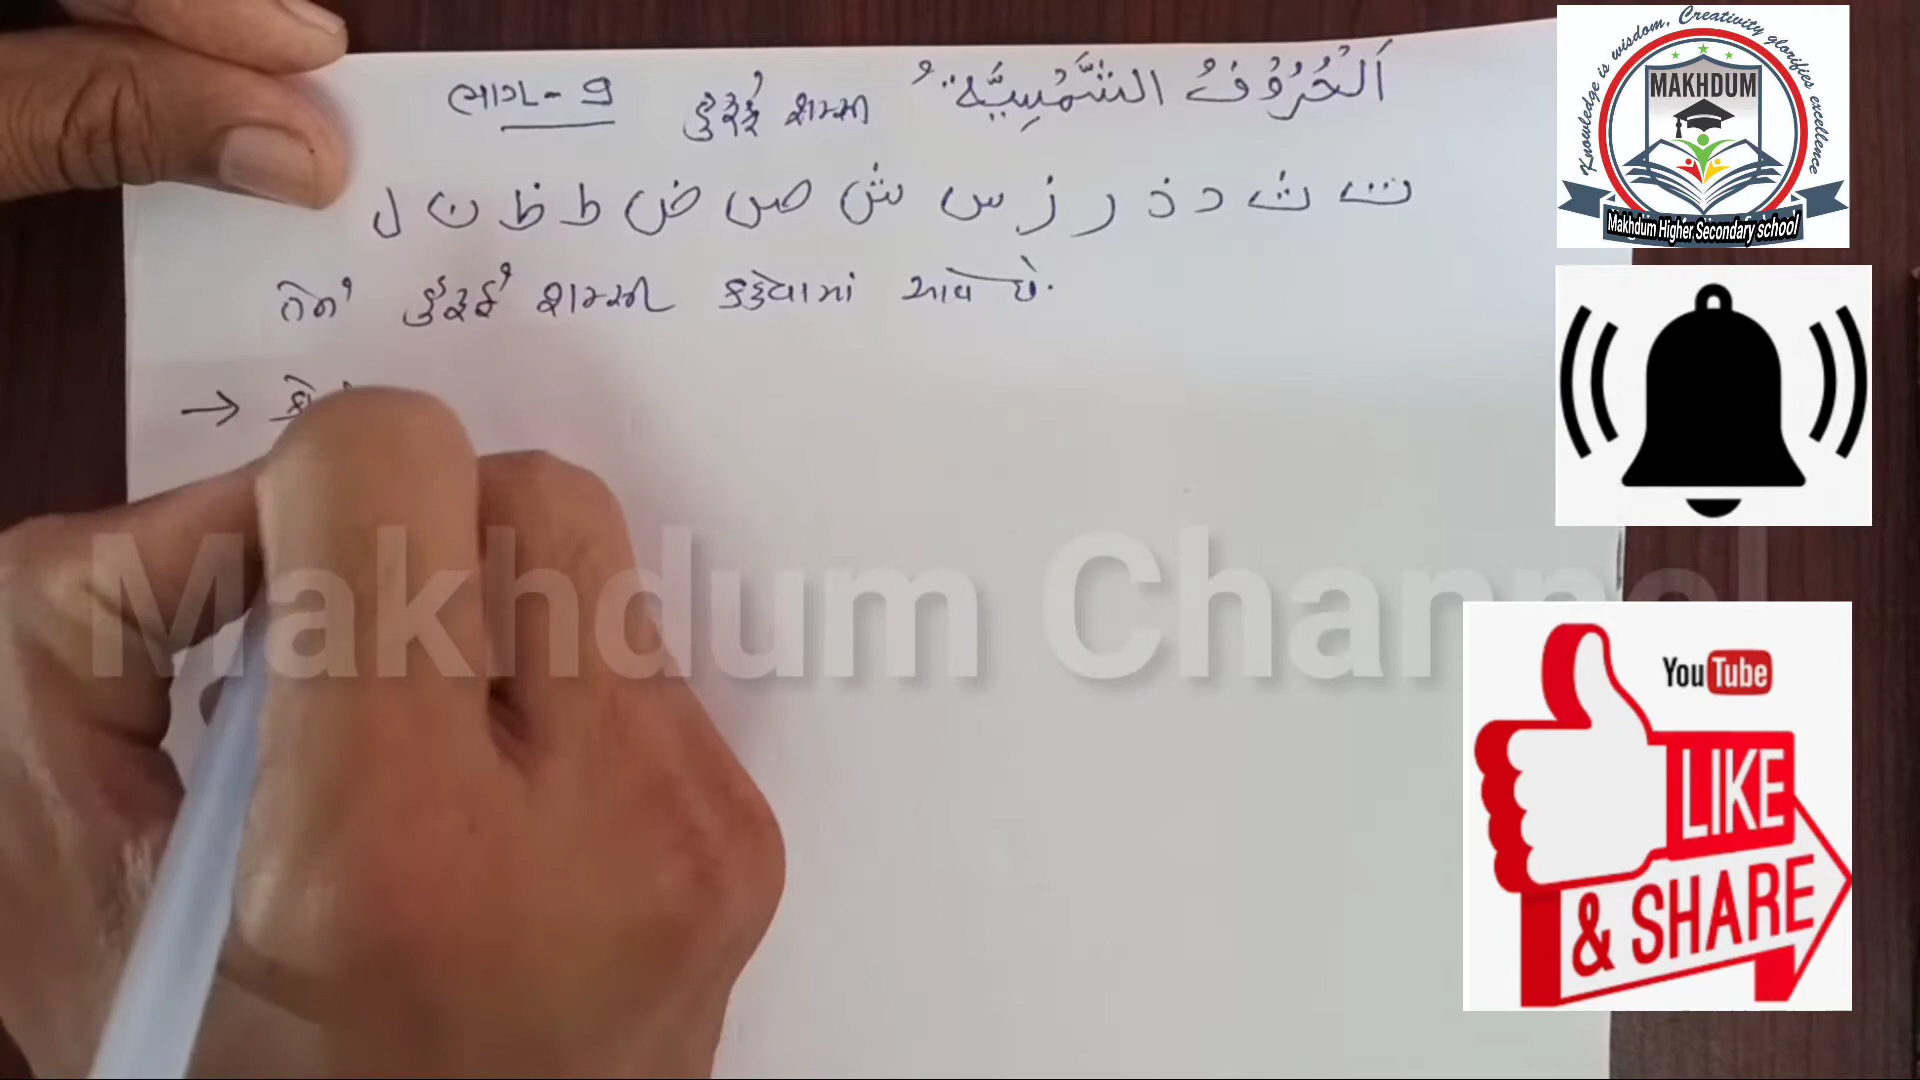 ભાગ - ૭ હુરૂફે શમ્સી اَلْحُرُوْفُ الشَّمْسِيَّةُ
ت ث د ذ ر ز س ش ص ض ط ظ ن ل
તેને હુરૂફે શમ્સી કહેવામાં આવે છે.
→
Makhdum Channel
Knowledge is wisdom, Creativity glorifies excellence
MAKHDUM
Makhdum Higher Secondary school
YouTube
LIKE
& SHARE